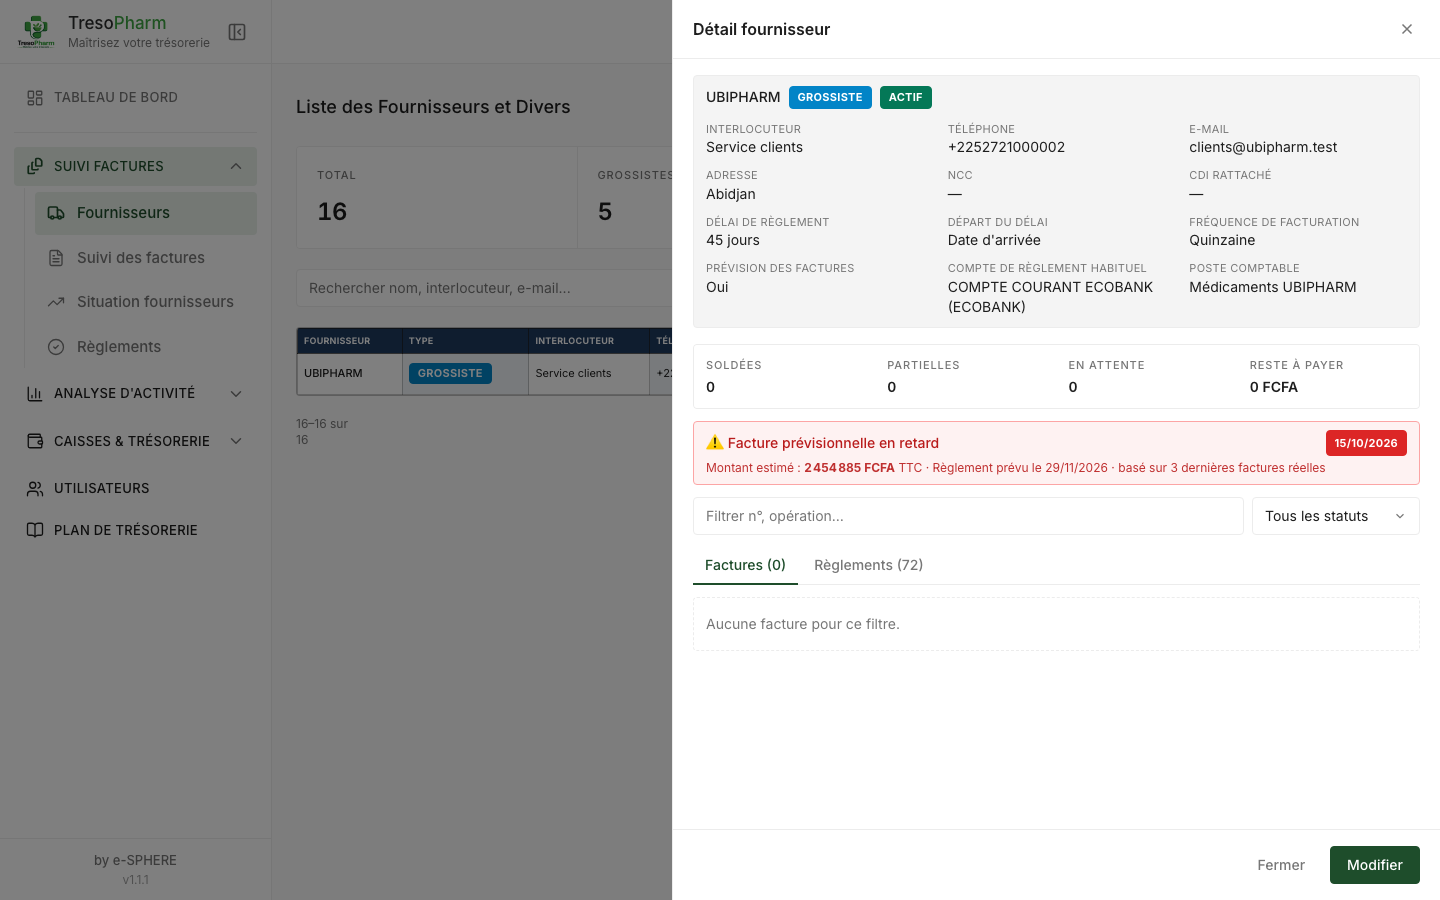 TresoPharm
Maîtrisez votre trésorerie
TresoPharm
TABLEAU DE BORD
SUIVI FACTURES
Fournisseurs
Suivi des factures
Situation fournisseurs
Règlements
ANALYSE D'ACTIVITÉ
CAISSES & TRÉSORERIE
UTILISATEURS
PLAN DE TRÉSORERIE
by e-SPHERE
v1.1.1
Liste des Fournisseurs et Divers
TOTAL
16
GROSSISTES
5
Rechercher nom, interlocuteur, e-mail...
FOURNISSEUR TYPE INTERLOCUTEUR TÉL
UBIPHARM GROSSISTE Service clients +22
16–16 sur
16
Détail fournisseur
UBIPHARM GROSSISTE ACTIF
INTERLOCUTEUR TÉLÉPHONE E-MAIL
Service clients +2252721000002 clients@ubipharm.test
ADRESSE NCC CDI RATTACHÉ
Abidjan — —
DÉLAI DE RÈGLEMENT DÉPART DU DÉLAI FRÉQUENCE DE FACTURATION
45 jours Date d'arrivée Quinzaine
PRÉVISION DES FACTURES COMPTE DE RÈGLEMENT HABITUEL POSTE COMPTABLE
Oui COMPTE COURANT ECOBANK Médicaments UBIPHARM
(ECOBANK)
SOLDÉES PARTIELLES EN ATTENTE RESTE À PAYER
0 0 0 0 FCFA
Facture prévisionnelle en retard 15/10/2026
Montant estimé : 2 454 885 FCFA TTC · Règlement prévu le 29/11/2026 · basé sur 3 dernières factures réelles
Filtrer n°, opération... Tous les statuts
Factures (0) Règlements (72)
Aucune facture pour ce filtre.
Fermer Modifier